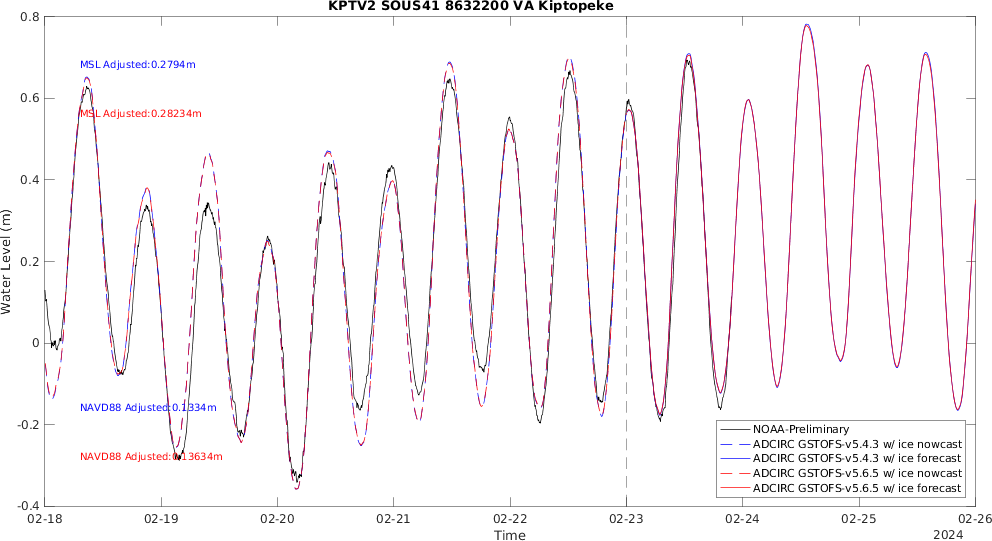 KPTV2 SOUS41 8632200 VA Kiptopeke
0.8
0.6
0.4
0.2
0
-0.2
-0.4
Water Level (m)
MSL Adjusted:0.2794m
MSL Adjusted:0.28234m
NAVD88 Adjusted:0.1334m
NAVD88 Adjusted:0.13634m
NOAA-Preliminary
ADCIRC GSTOFS-v5.4.3 w/ ice nowcast
ADCIRC GSTOFS-v5.4.3 w/ ice forecast
ADCIRC GSTOFS-v5.6.5 w/ ice nowcast
ADCIRC GSTOFS-v5.6.5 w/ ice forecast
02-18 02-19 02-20 02-21 02-22 02-23 02-24 02-25 02-26
Time
2024